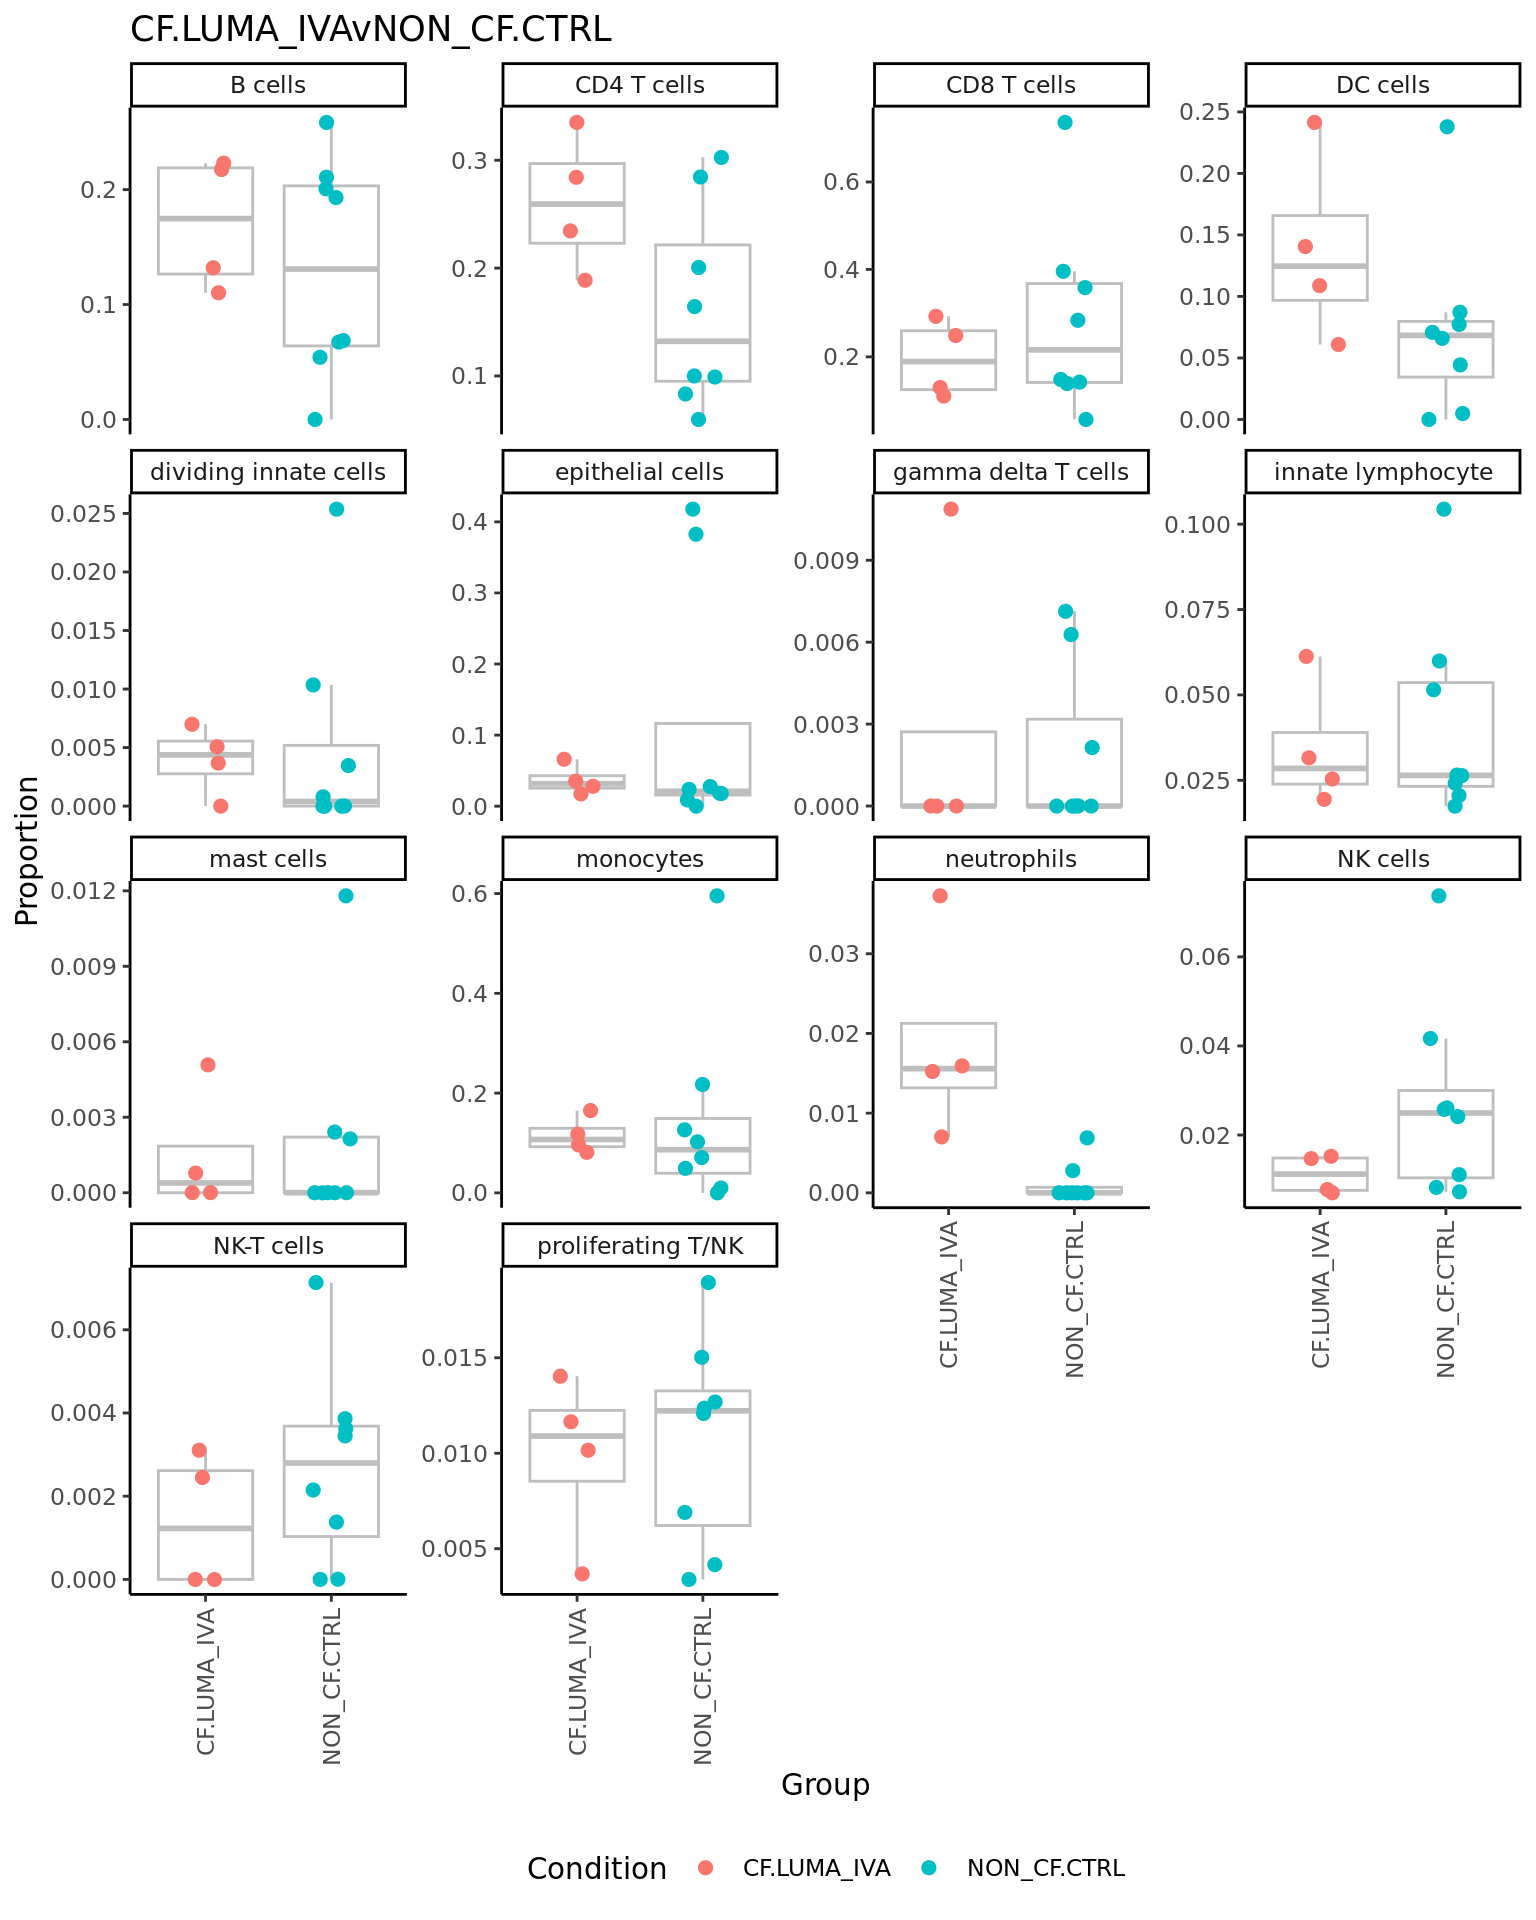 CF.LUMA_IVAvNON_CF.CTRL
B cells
CD4 T cells
CD8 T cells
DC cells
0.2
0.1
0.0
0.3
0.2
0.1
0.6
0.4
0.2
0.25
0.20
0.15
0.10
0.05
0.00
dividing innate cells
epithelial cells
gamma delta T cells
innate lymphocyte
0.025
0.020
0.015
0.010
0.005
0.000
0.4
0.3
0.2
0.1
0.0
0.009
0.006
0.003
0.000
0.100
0.075
0.050
0.025
Proportion
mast cells
monocytes
neutrophils
NK cells
0.012
0.009
0.006
0.003
0.000
0.6
0.4
0.2
0.0
0.03
0.02
0.01
0.00
0.06
0.04
0.02
CF.LUMA_IVA
NON_CF.CTRL
CF.LUMA_IVA
NON_CF.CTRL
NK-T cells
proliferating T/NK
0.006
0.004
0.002
0.000
0.015
0.010
0.005
CF.LUMA_IVA
NON_CF.CTRL
CF.LUMA_IVA
NON_CF.CTRL
Group
Condition
CF.LUMA_IVA
NON_CF.CTRL